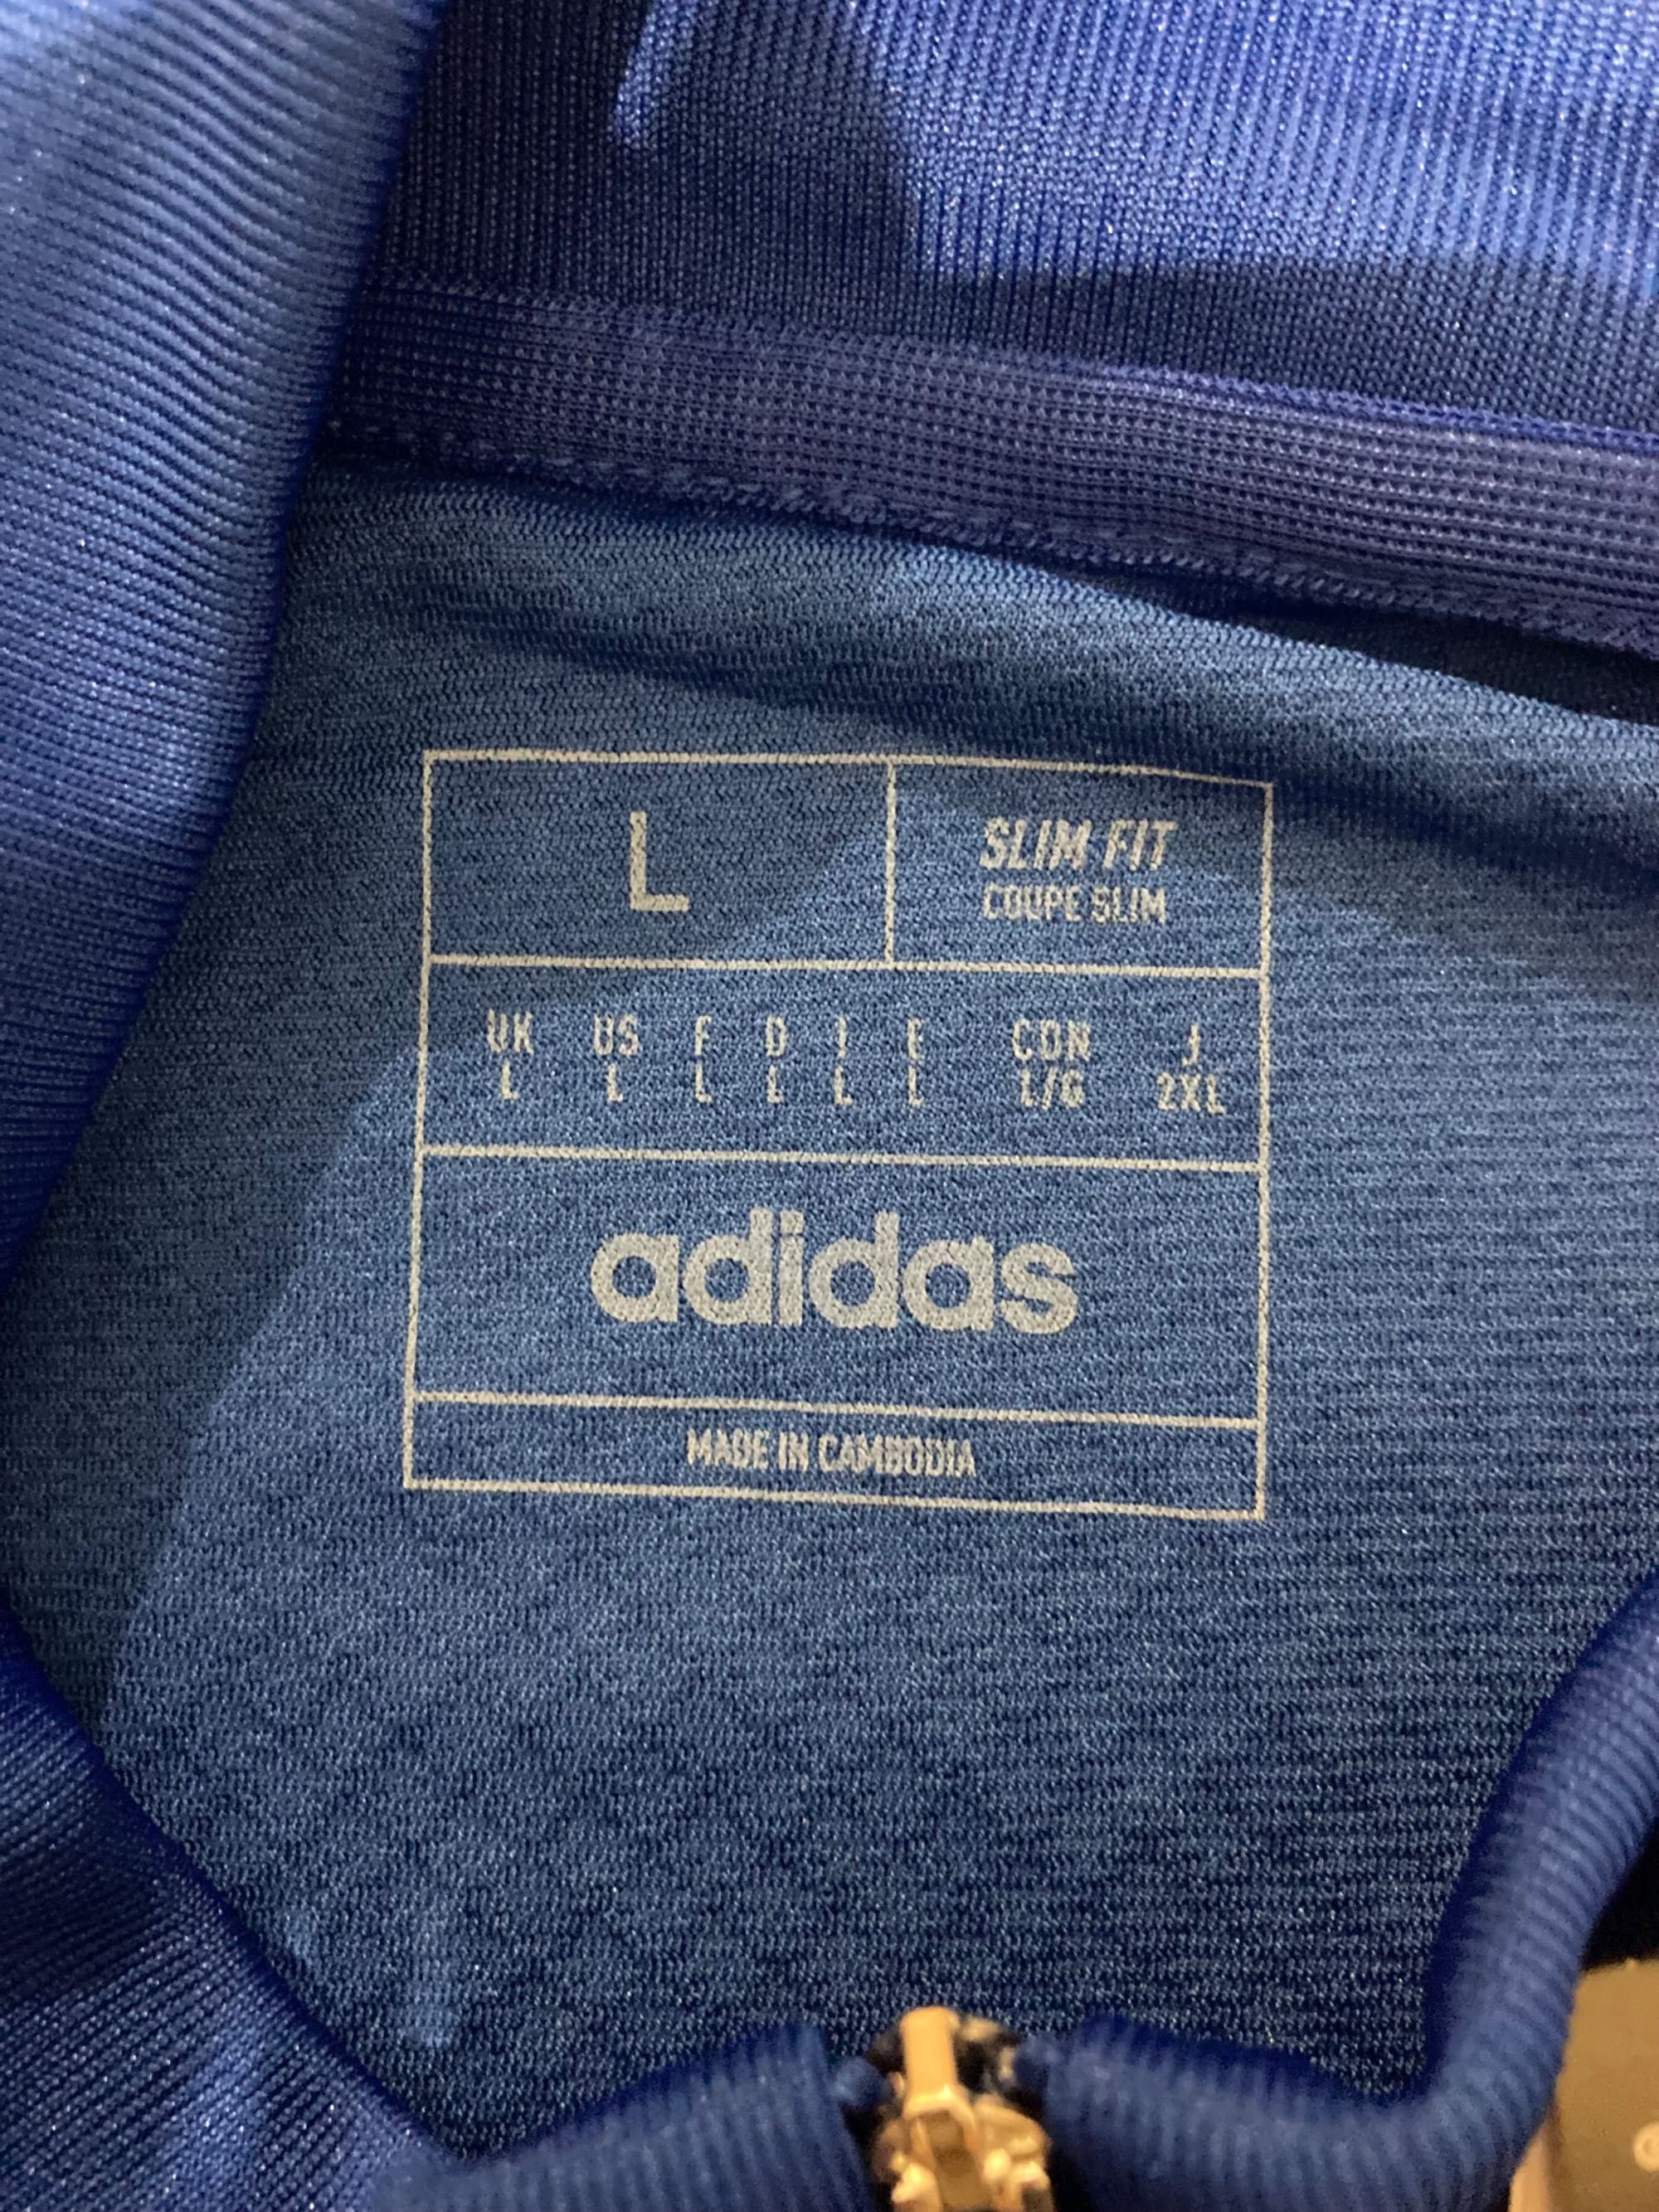 L
SLIM FIT
COUPE SLIM
UK US F D I E CDN J
L L L L L L L/G 2XL
adidas
MADE IN CAMBODIA